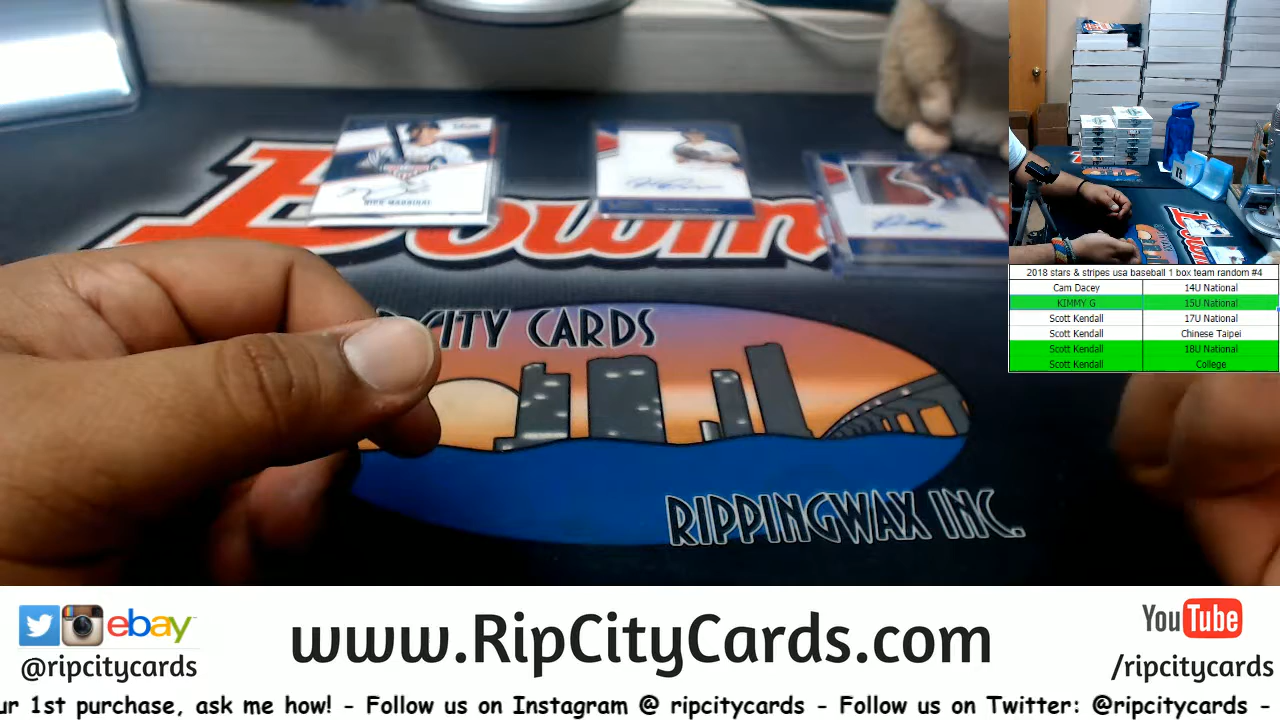 Bowm
CITY CARDS
RIPPINGWAX INC.
2018 stars & stripes usa baseball 1 box team random #4
Cam Dacey 14U National
KIMMY G 15U National
Scott Kendall 17U National
Scott Kendall Chinese Taipei
Scott Kendall 18U National
Scott Kendall College
ebay
@ripcitycards
www.RipCityCards.com
YouTube
/ripcitycards
ur 1st purchase, ask me how! - Follow us on Instagram @ ripcitycards - Follow us on Twitter: @ripcitycards -